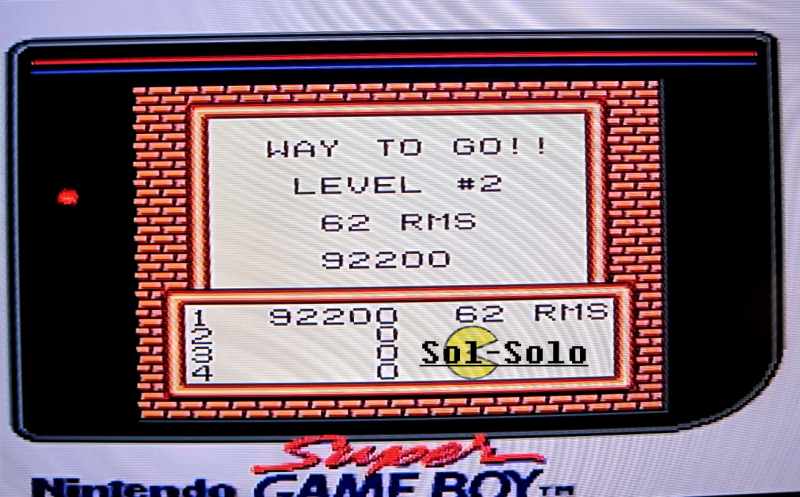 WAY TO GO!!
LEVEL #2
62 RMS
92200
1 92200 62 RMS
2 0
3 0
4 0
Sol-Solo
Super
Nintendo GAME BOY™